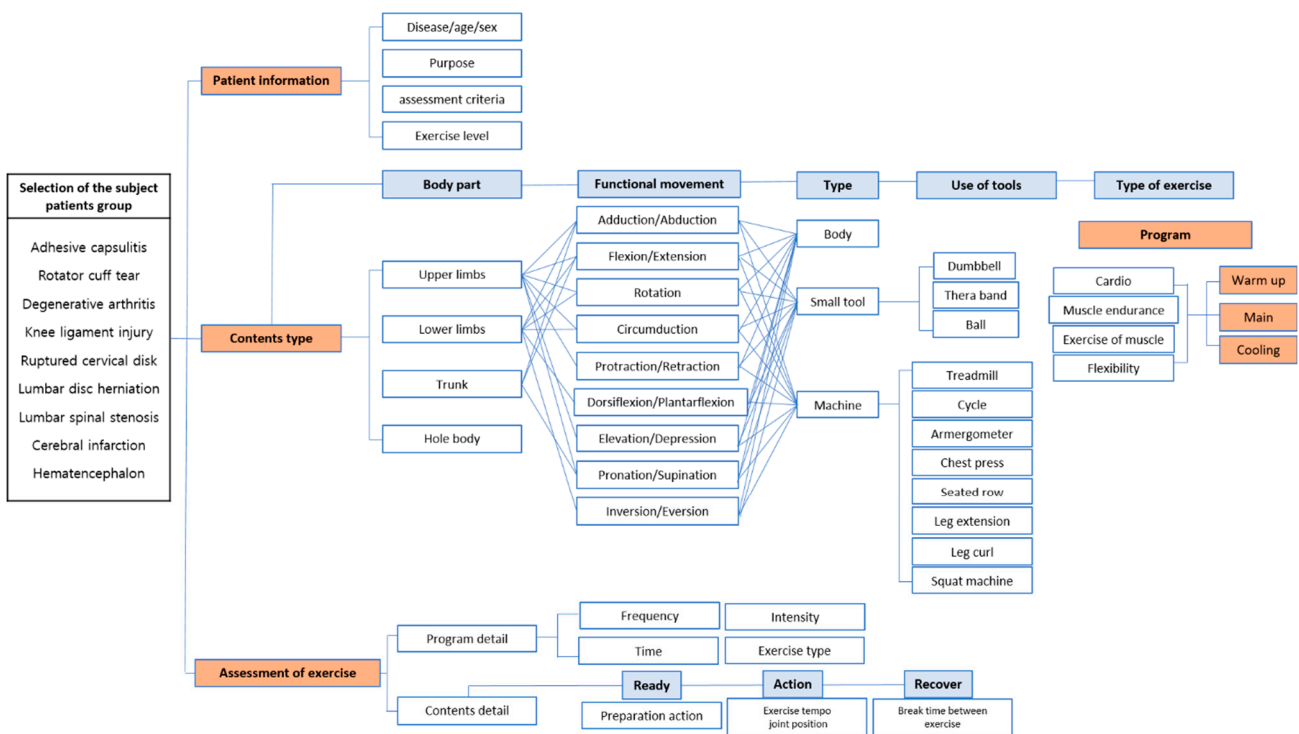 Selection of the subject
patients group
Adhesive capsulitis
Rotator cuff tear
Degenerative arthritis
Knee ligament injury
Ruptured cervical disk
Lumbar disc herniation
Lumbar spinal stenosis
Cerebral infarction
Hematencephalon
Patient information
Disease/age/sex
Purpose
assessment criteria
Exercise level
Contents type
Body part
Functional movement
Type
Use of tools
Type of exercise
Upper limbs
Lower limbs
Trunk
Hole body
Adduction/Abduction
Flexion/Extension
Rotation
Circumduction
Protraction/Retraction
Dorsiflexion/Plantarflexion
Elevation/Depression
Pronation/Supination
Inversion/Eversion
Body
Small tool
Machine
Dumbbell
Thera band
Ball
Treadmill
Cycle
Armergometer
Chest press
Seated row
Leg extension
Leg curl
Squat machine
Program
Cardio
Muscle endurance
Exercise of muscle
Flexibility
Warm up
Main
Cooling
Assessment of exercise
Program detail
Frequency
Intensity
Time
Exercise type
Contents detail
Ready
Action
Recover
Preparation action
Exercise tempo
joint position
Break time between
exercise